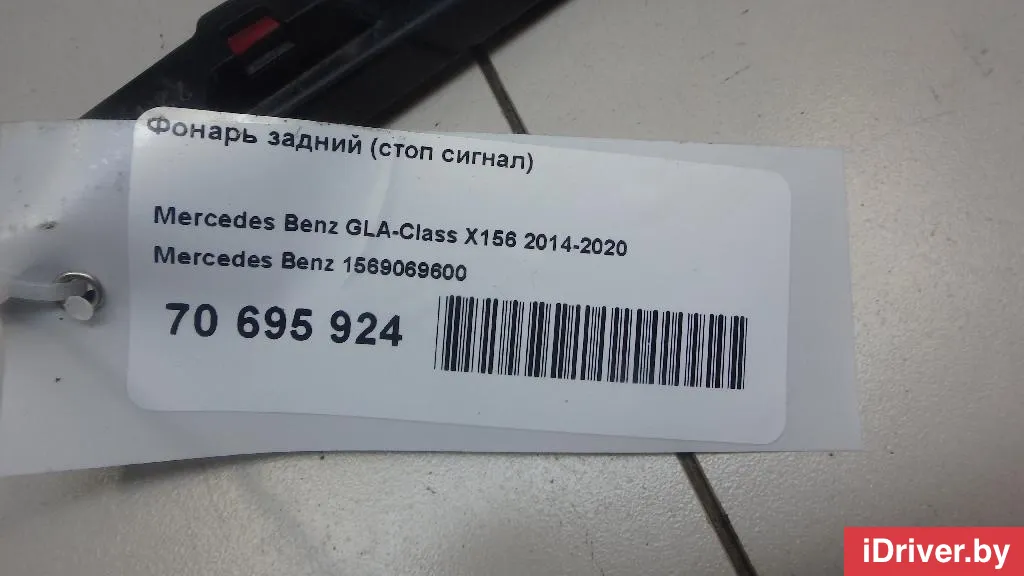 Фонарь задний (стоп сигнал)
Mercedes Benz GLA-Class X156 2014-2020
Mercedes Benz 1569069600
70 695 924
iDriver.by